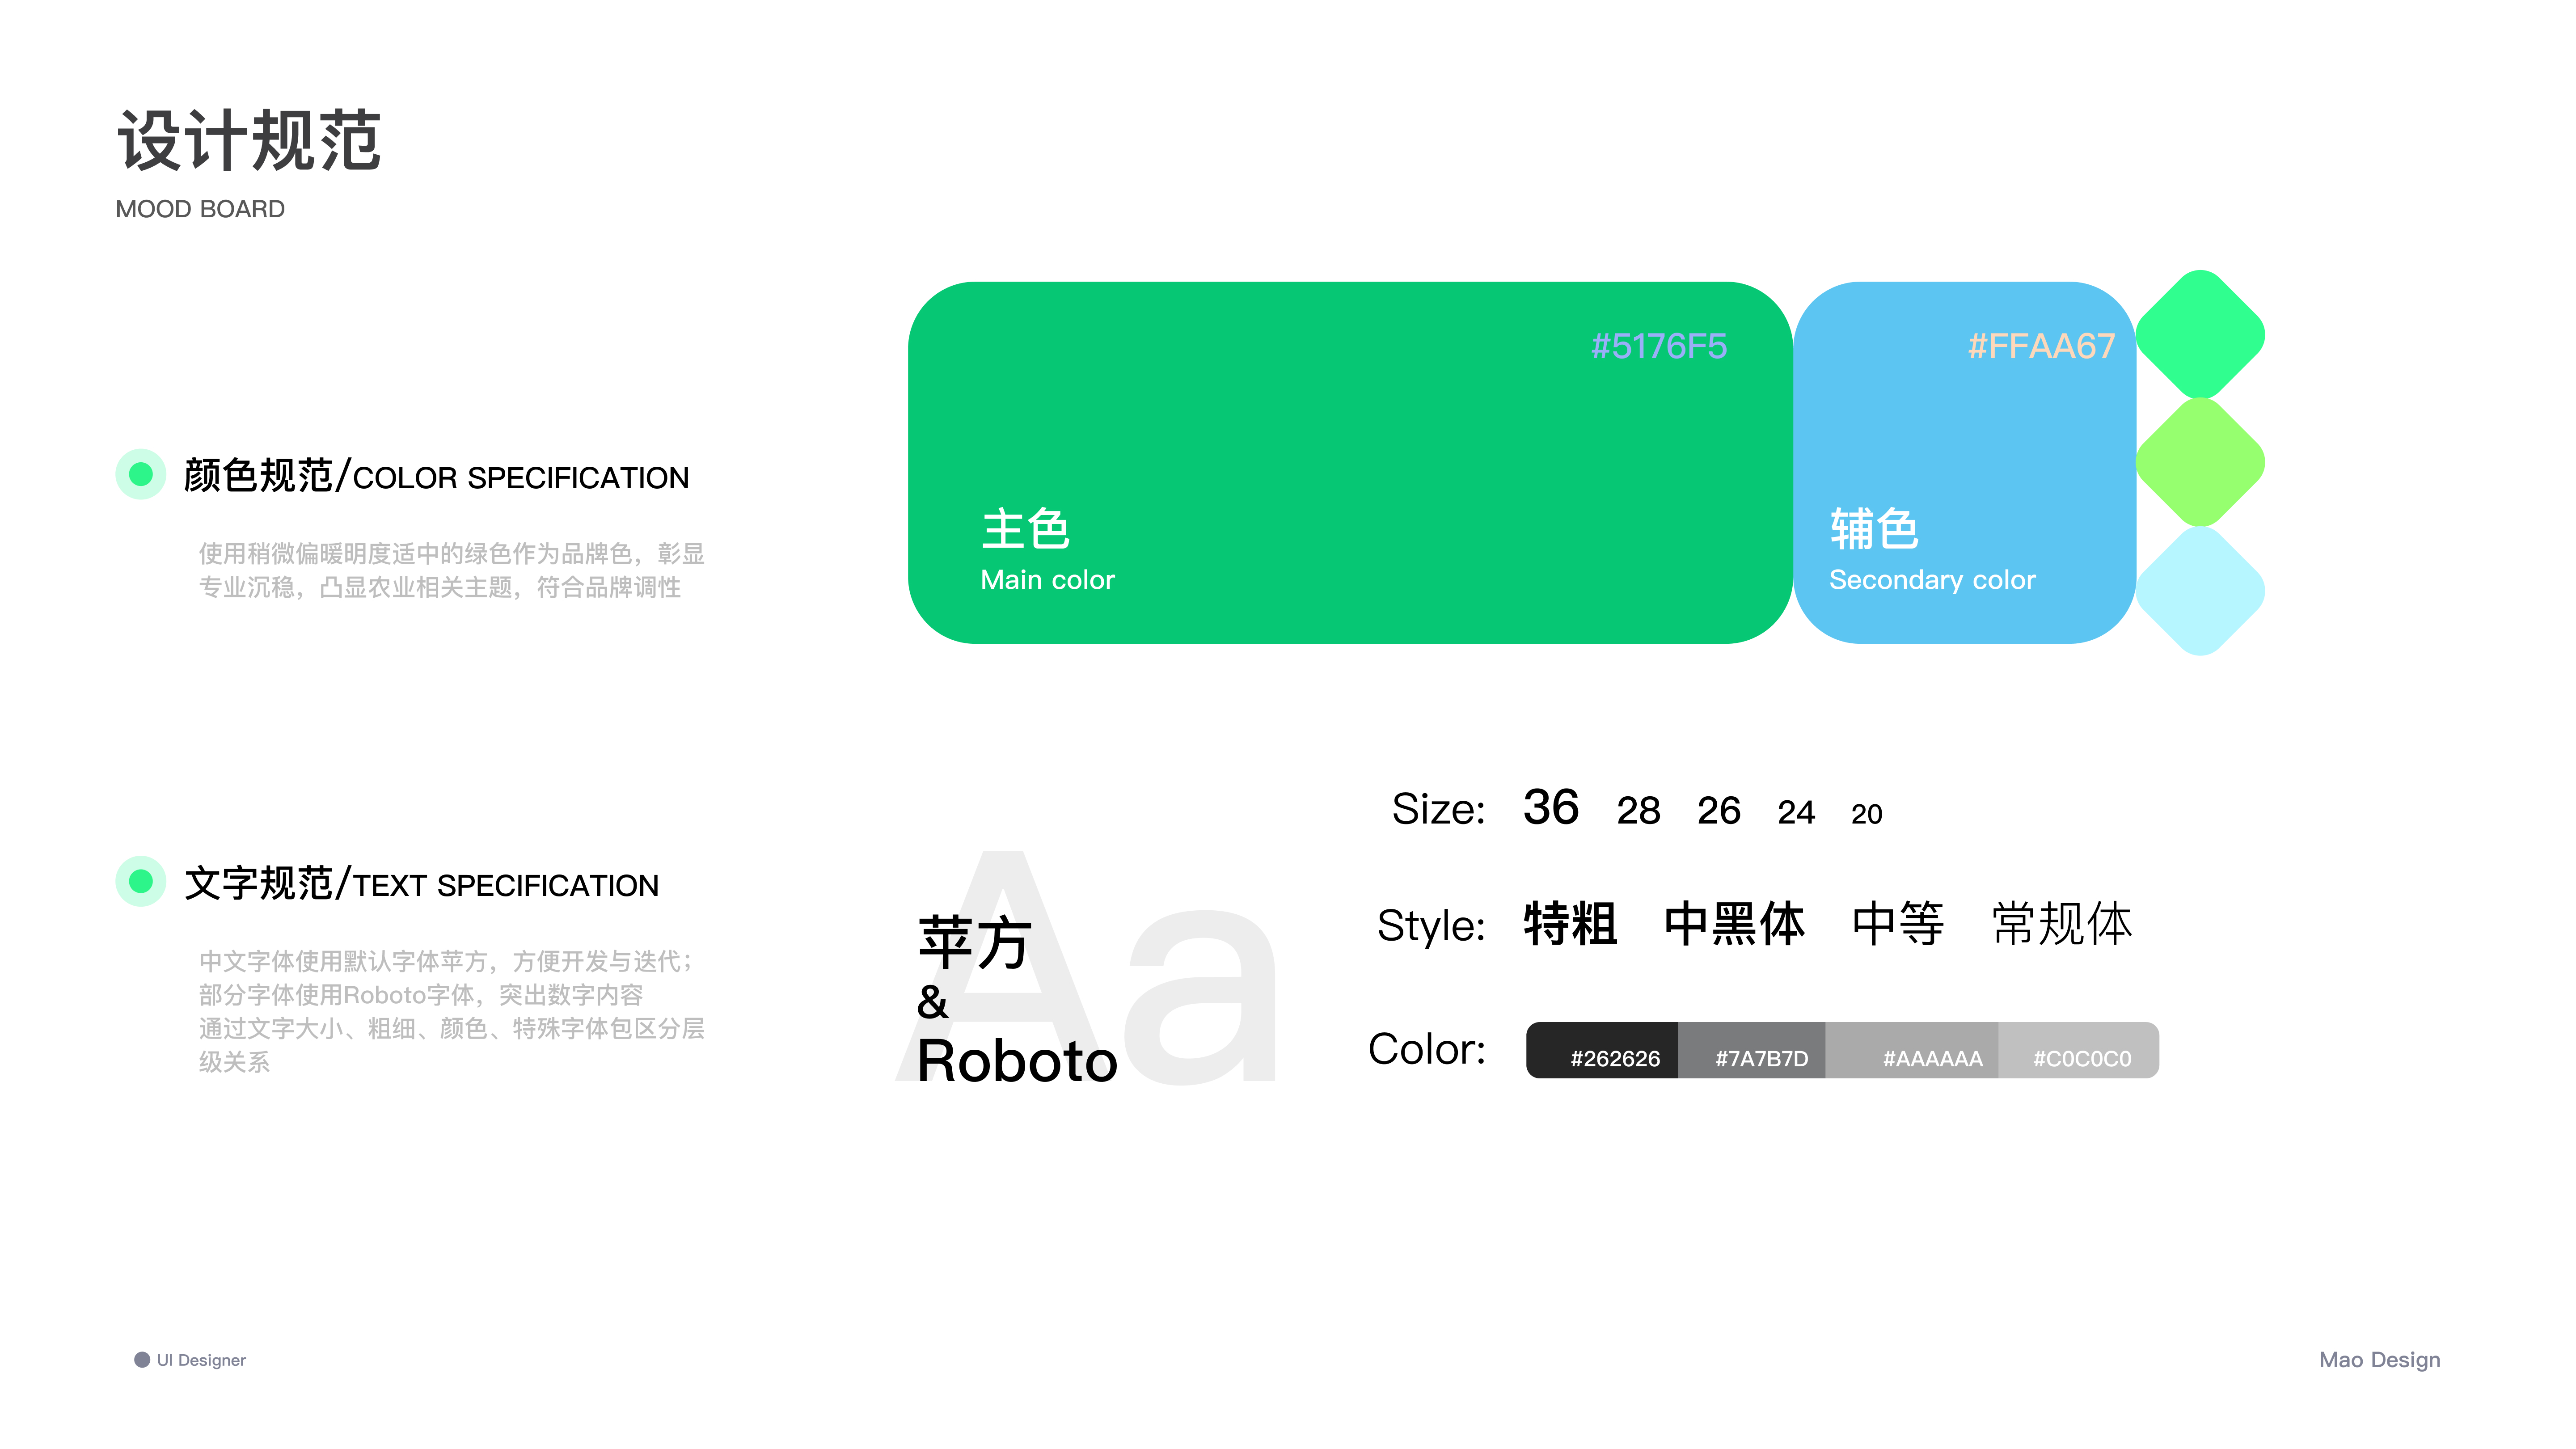 设计规范
MOOD BOARD
颜色规范/COLOR SPECIFICATION
使用稍微偏暖明度适中的绿色作为品牌色，彰显
专业沉稳，凸显农业相关主题，符合品牌调性
#5176F5
主色
Main color
#FFAA67
辅色
Secondary color
文字规范/TEXT SPECIFICATION
中文字体使用默认字体苹方，方便开发与迭代；
部分字体使用Roboto字体，突出数字内容
通过文字大小、粗细、颜色、特殊字体包区分层
级关系
Aa
苹方
&
Roboto
Size: 36 28 26 24 20
Style: 特粗 中黑体 中等 常规体
Color: #262626 #7A7B7D #AAAAAA #C0C0C0
UI Designer
Mao Design